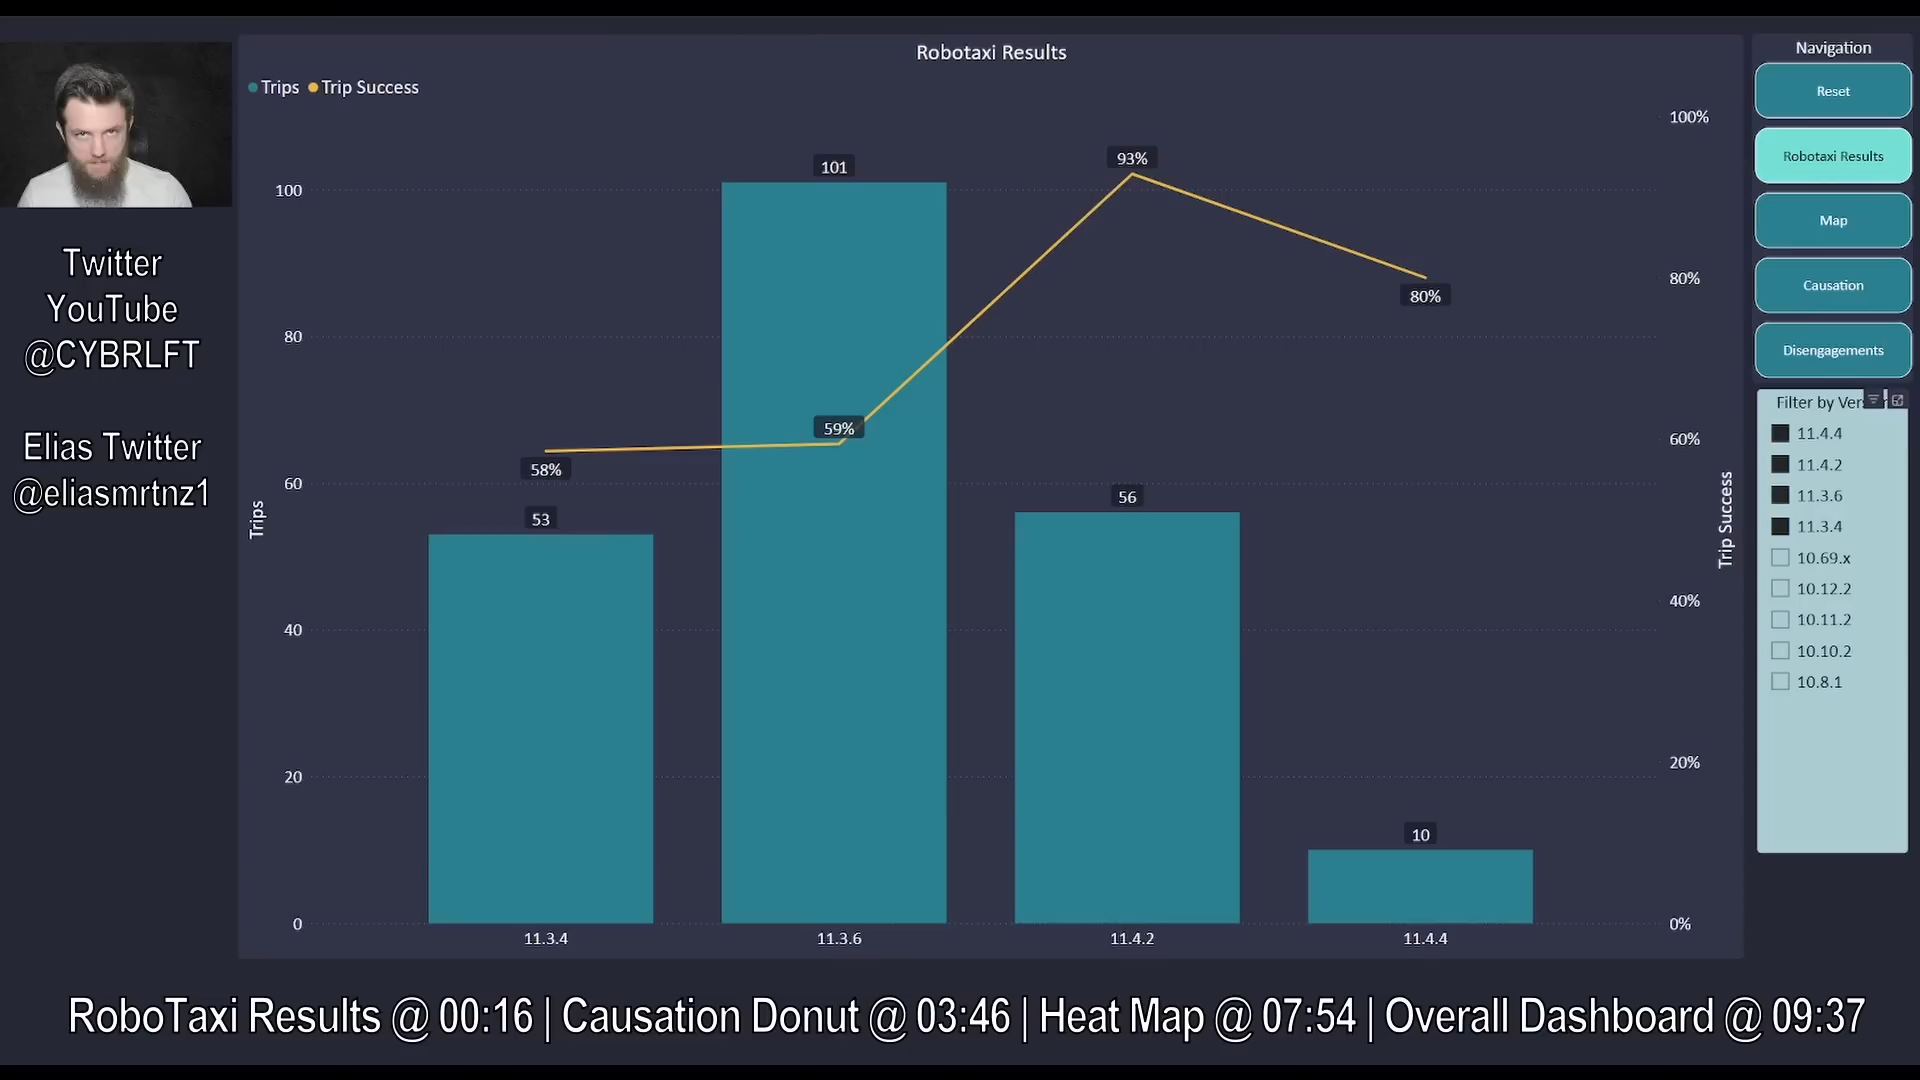 Robotaxi Results
Trips Trip Success
Twitter
YouTube
@CYBRLFT
Elias Twitter
@eliasmrtnz1
Trips
100
80
60
40
20
0
53
101
56
10
58%
59%
93%
80%
11.3.4
11.3.6
11.4.2
11.4.4
100%
80%
60%
40%
20%
0%
Trip Success
Navigation
Reset
Robotaxi Results
Map
Causation
Disengagements
Filter by
11.4.4
11.4.2
11.3.6
11.3.4
10.69.x
10.12.2
10.11.2
10.10.2
10.8.1
RoboTaxi Results @ 00:16 | Causation Donut @ 03:46 | Heat Map @ 07:54 | Overall Dashboard @ 09:37